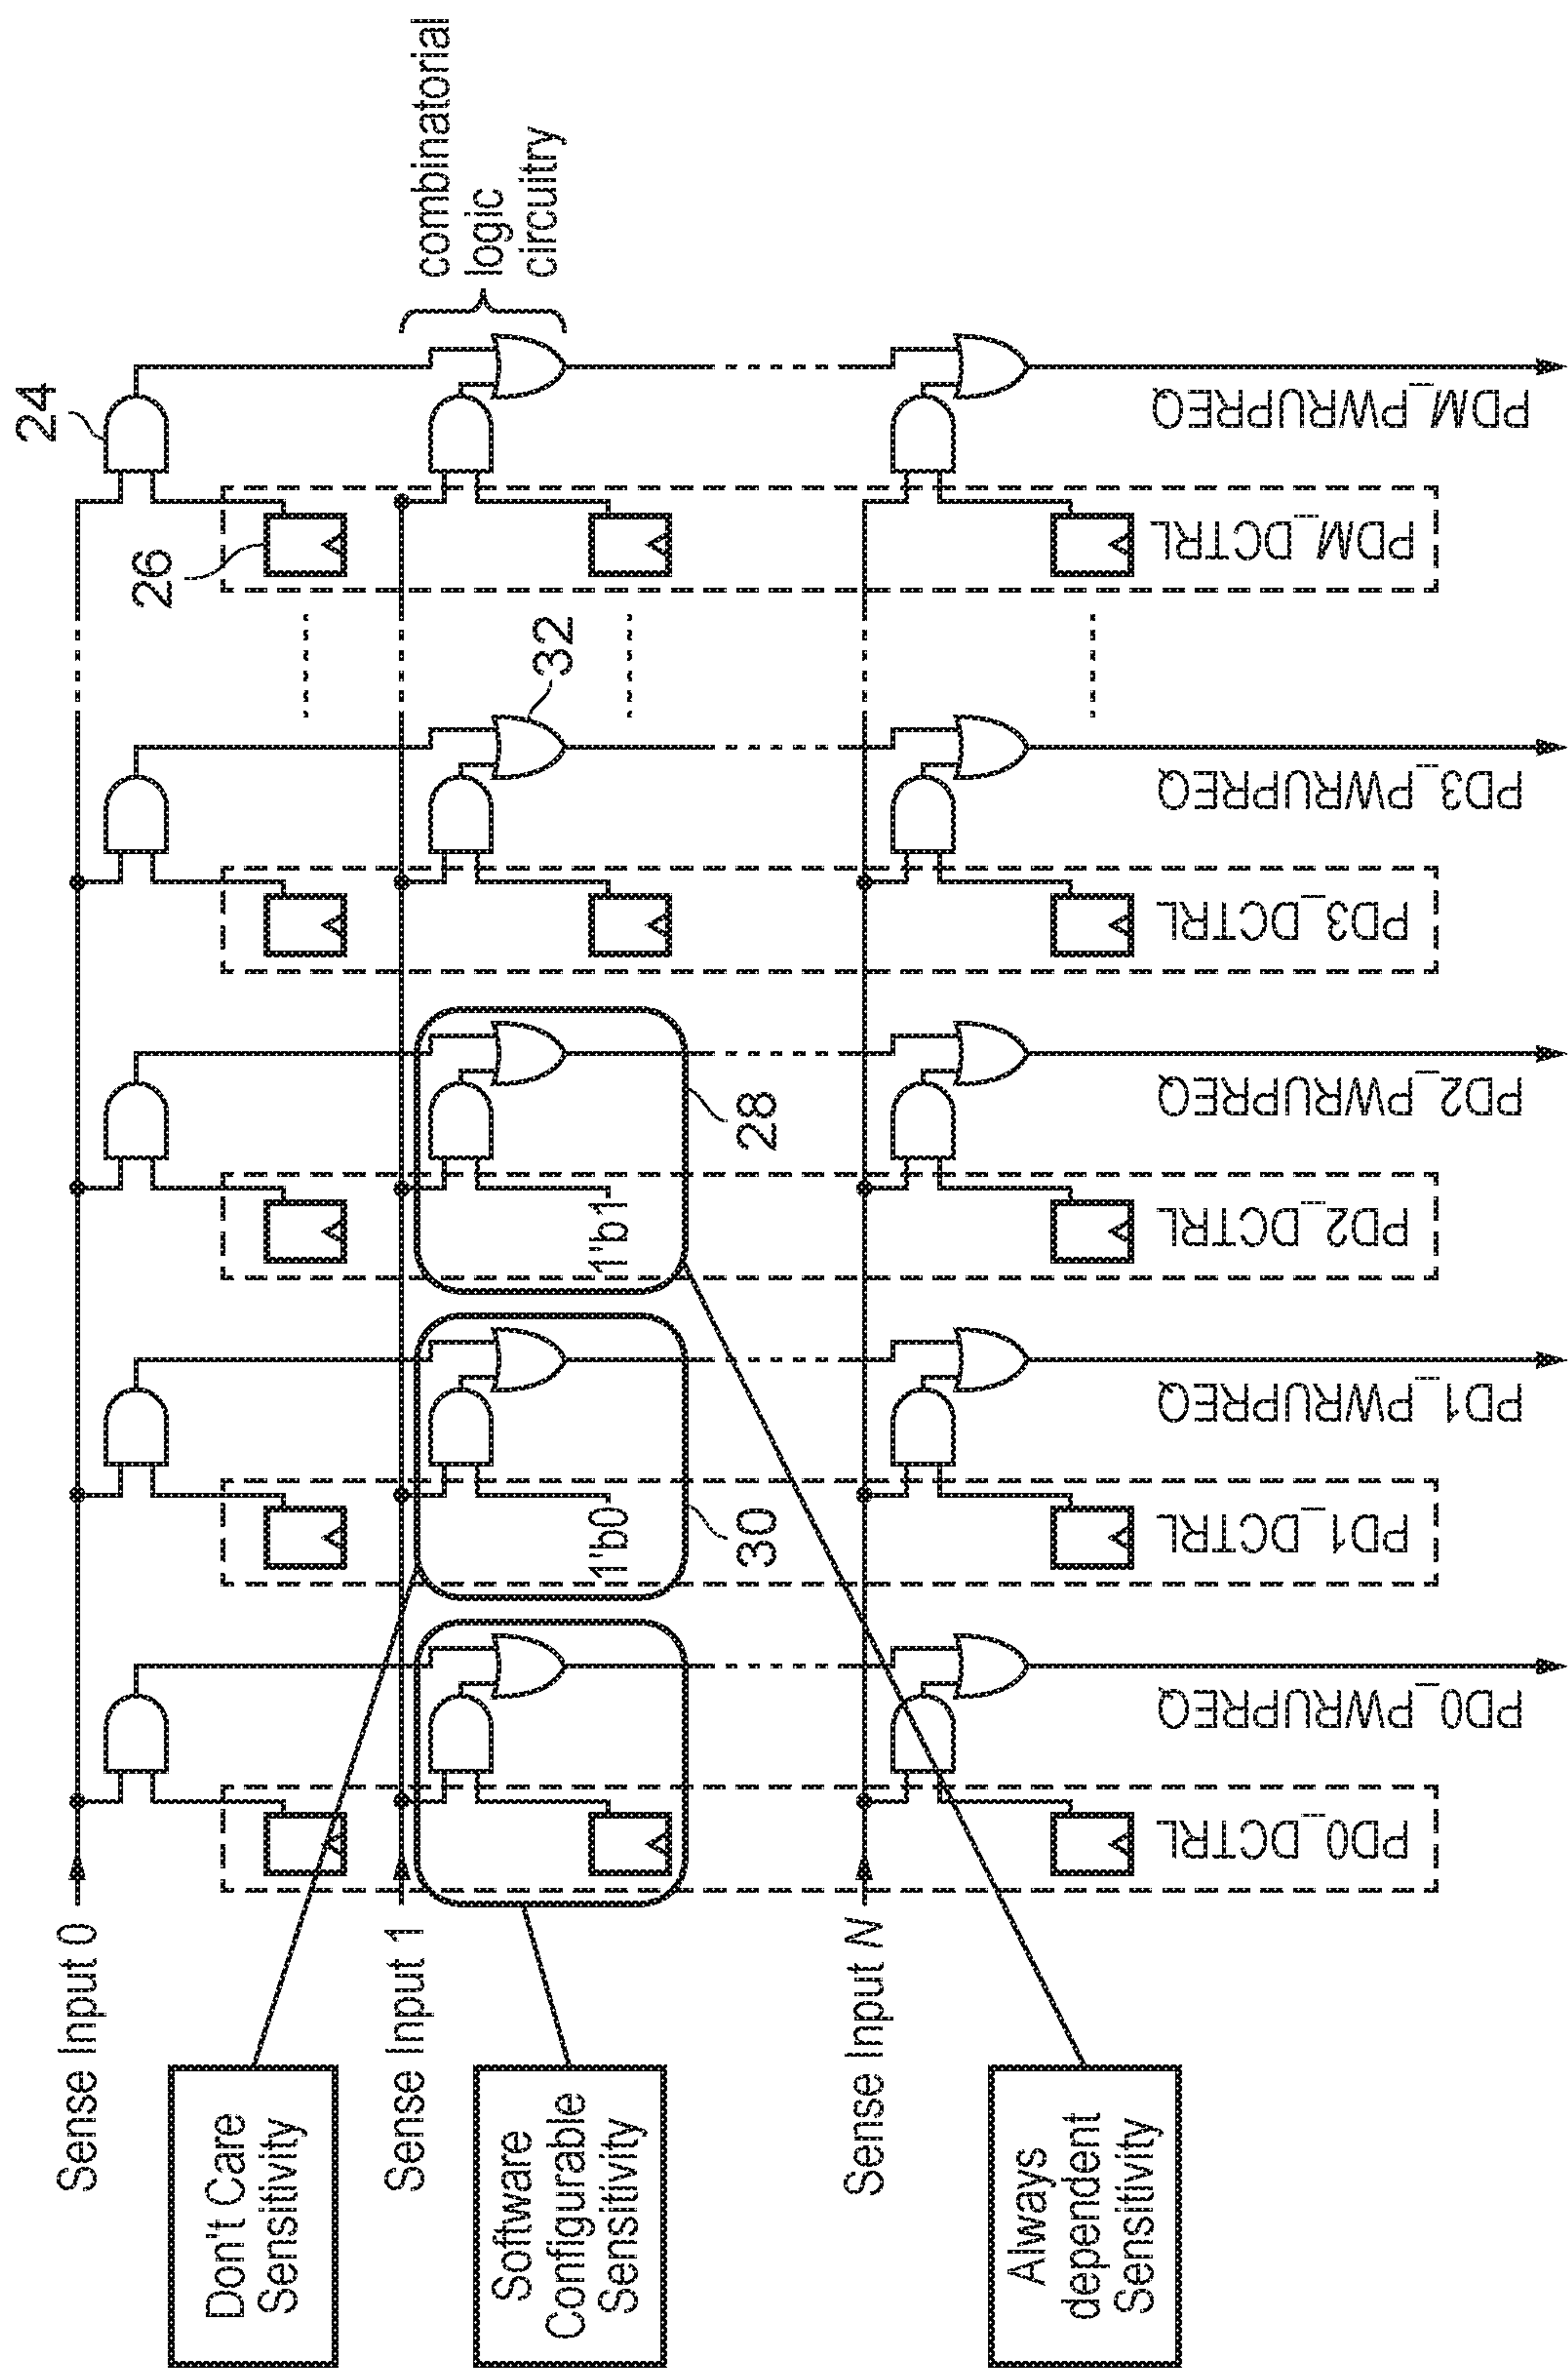 24
combinatorial
logic
circuitry
26
32
28
30
1'b1
1'b0
Sense Input 0
Sense Input 1
Sense Input N
Don't Care
Sensitivity
Software
Configurable
Sensitivity
Always
dependent
Sensitivity
PD0_DCTRL
PD0_PWRUPREQ
PD1_DCTRL
PD1_PWRUPREQ
PD2_DCTRL
PD2_PWRUPREQ
PD3_DCTRL
PD3_PWRUPREQ
PDM_DCTRL
PDM_PWRUPREQ